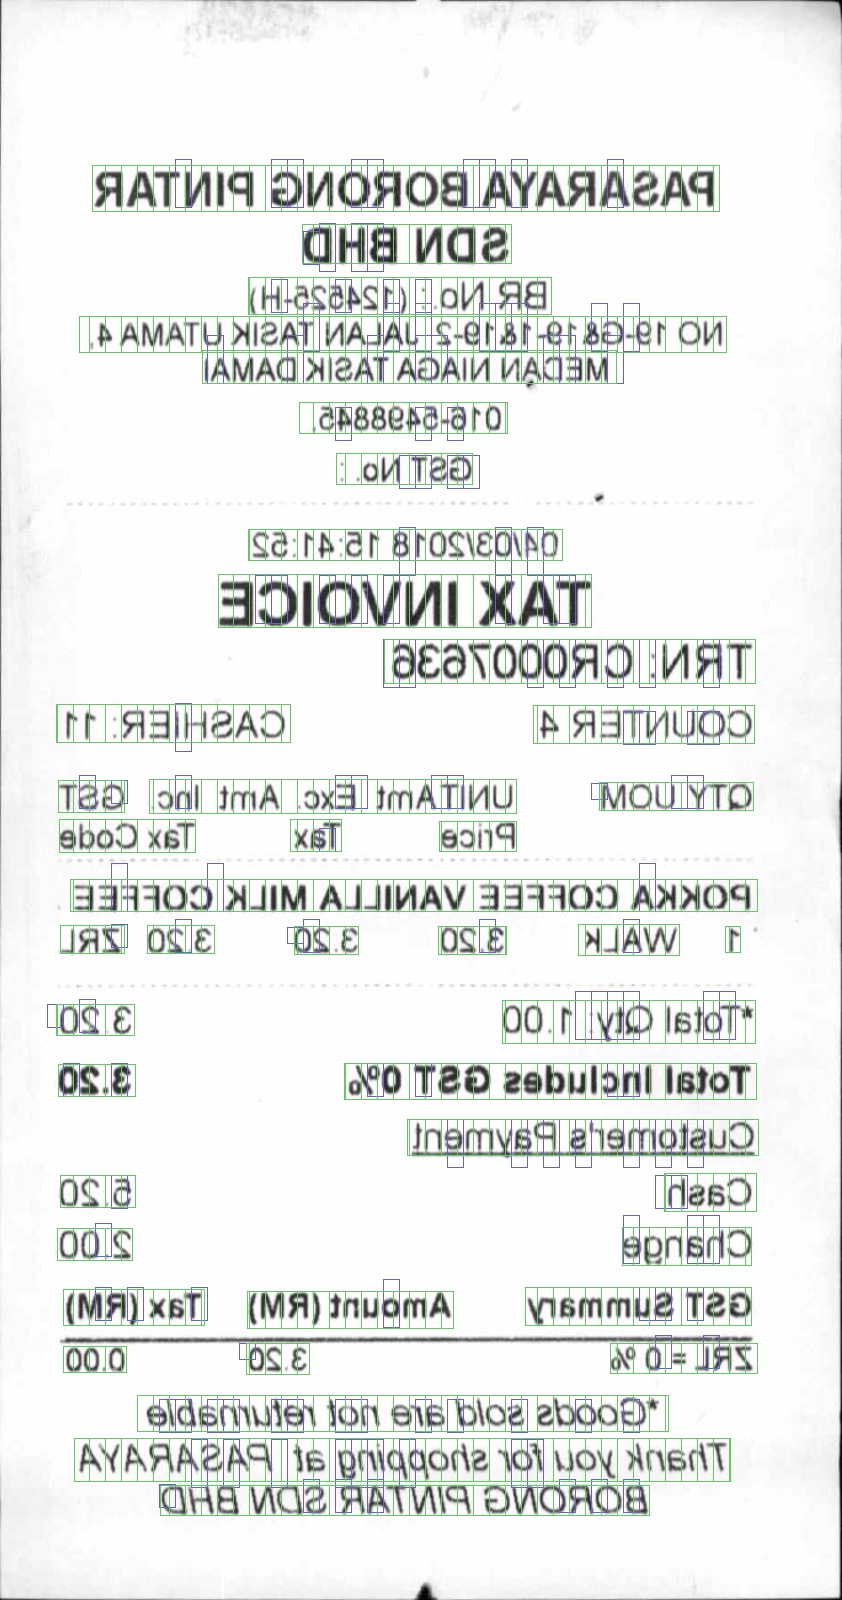 PASARAYA BORONG PINTAR
SDN BHD
BR No.: (124525-H)
NO 19-G&19-1&19-2 JALAN TASIK UTAMA 4,
MEDAN NIAGA TASIK DAMAI
016-5498845.
GST No. :
04/03/2018 15:41:52
TAX INVOICE
TRN: CR0007636
COUNTER 4 CASHIER: 11
QTY UOM UNIT Amt Exc. Amt Inc. GST
Price Tax Tax Code
POKKA COFFEE VANILLA MILK COFFEE
1 WALK 3.20 3.20 3.20 ZRL
*Total Qty: 1.00 3.20
Total Includes GST 0% 3.20
Customer's Payment
Cash 5.20
Change 2.00
GST Summary Amount (RM) Tax (RM)
ZRL = 0 % 3.20 0.00
*Goods sold are not returnable
Thank you for shopping at PASARAYA
BORONG PINTAR SDN BHD